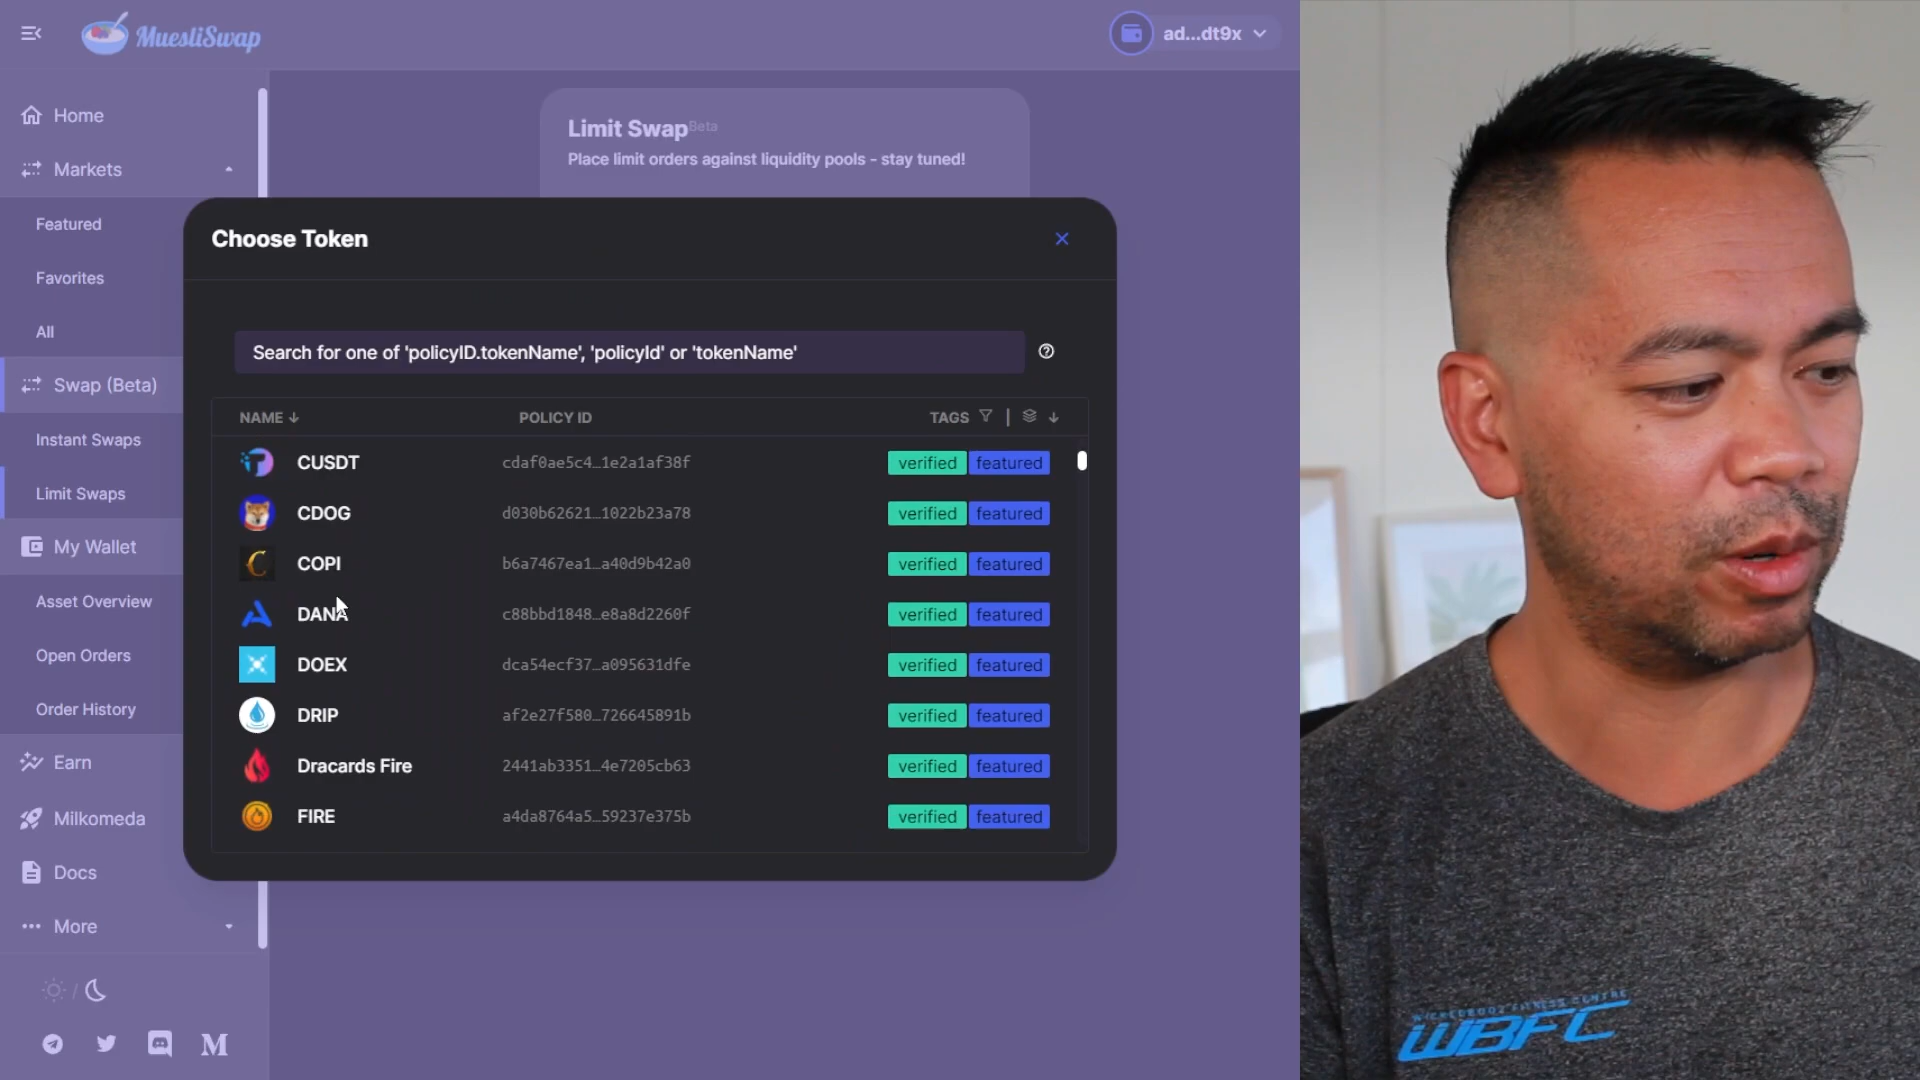 MuesliSwap
ad...dt9x
Home
Markets
Featured
Favorites
All
Swap (Beta)
Instant Swaps
Limit Swaps
My Wallet
Asset Overview
Open Orders
Order History
Earn
Milkomeda
Docs
More
/
M
Limit Swap Beta
Place limit orders against liquidity pools - stay tuned!
Choose Token
Search for one of 'policyID.tokenName', 'policyId' or 'tokenName'
NAME POLICY ID TAGS |
CUSDT cdaf0ae5c4…1e2a1af38f verified featured
CDOG d030b62621…1022b23a78 verified featured
COPI b6a7467ea1…a40d9b42a0 verified featured
DANA c88bbd1848…e8a8d2260f verified featured
DOEX dca54ecf37…a095631dfe verified featured
DRIP af2e27f580…726645891b verified featured
Dracards Fire 2441ab3351…4e7205cb63 verified featured
FIRE a4da8764a5…59237e375b verified featured
WICKEDBODZ FITNESS CENTRE
WBFC